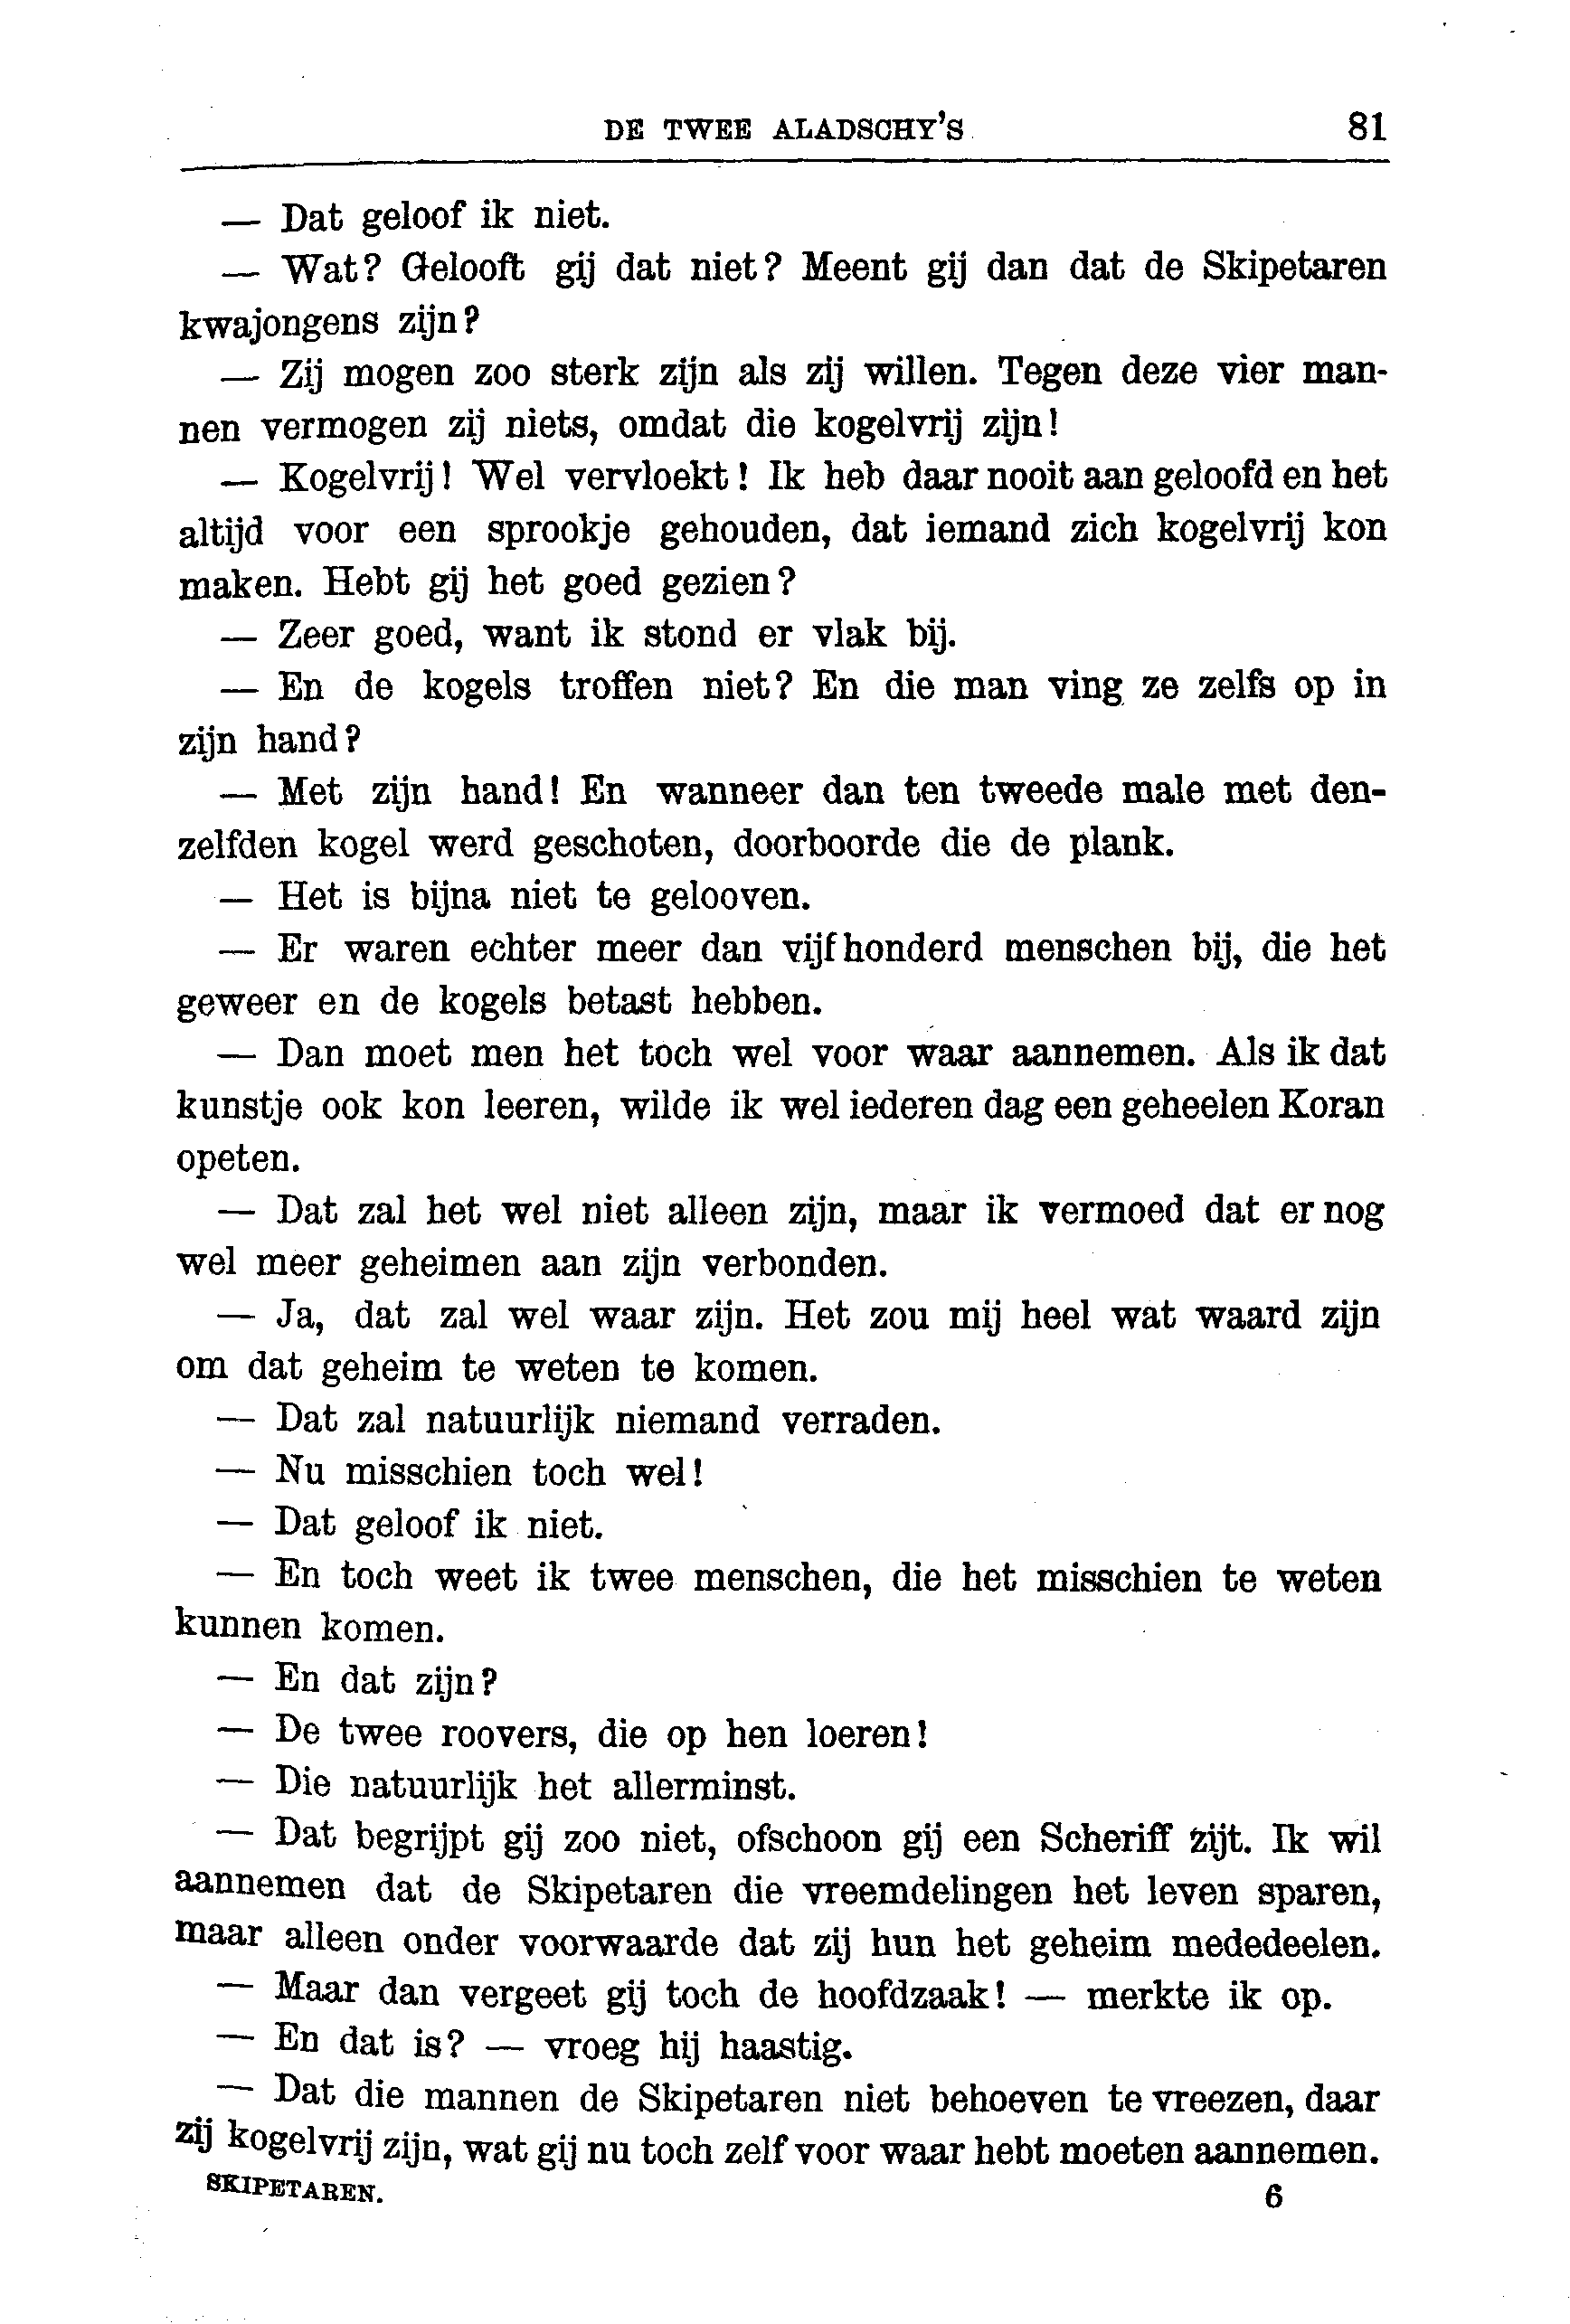 DE TWEE ALADSCHY'S 81
— Dat geloof ik niet.
— Wat? Gelooft gij dat niet? Meent gij dan dat de Skipetaren
kwajongens zijn?
— Zij mogen zoo sterk zijn als zij willen. Tegen deze vier man-
nen vermogen zij niets, omdat die kogelvrij zijn!
— Kogelvrij! Wel vervloekt! Ik heb daar nooit aan geloofd en het
altijd voor een sprookje gehouden, dat iemand zich kogelvrij kon
maken. Hebt gij het goed gezien?
— Zeer goed, want ik stond er vlak bij.
— En de kogels troffen niet? En die man ving ze zelfs op in
zijn hand?
— Met zijn hand! En wanneer dan ten tweede male met den-
zelfden kogel werd geschoten, doorboorde die de plank.
— Het is bijna niet te gelooven.
— Er waren echter meer dan vijfhonderd menschen bij, die het
geweer en de kogels betast hebben.
— Dan moet men het toch wel voor waar aannemen. Als ik dat
kunstje ook kon leeren, wilde ik wel iederen dag een geheelen Koran
opeten.
— Dat zal het wel niet alleen zijn, maar ik vermoed dat er nog
wel meer geheimen aan zijn verbonden.
— Ja, dat zal wel waar zijn. Het zou mij heel wat waard zijn
om dat geheim te weten te komen.
— Dat zal natuurlijk niemand verraden.
— Nu misschien toch wel!
— Dat geloof ik niet.
— En toch weet ik twee menschen, die het misschien te weten
kunnen komen.
— En dat zijn?
— De twee roovers, die op hen loeren!
— Die natuurlijk het allerminst.
— Dat begrijpt gij zoo niet, ofschoon gij een Scheriff zijt. Ik wil
aannemen dat de Skipetaren die vreemdelingen het leven sparen,
maar alleen onder voorwaarde dat zij hun het geheim mededeelen.
— Maar dan vergeet gij toch de hoofdzaak! — merkte ik op.
— En dat is? — vroeg hij haastig.
— Dat die mannen de Skipetaren niet behoeven te vreezen, daar
zij kogelvrij zijn, wat gij nu toch zelf voor waar hebt moeten aannemen.
SKIPETAREN. 6